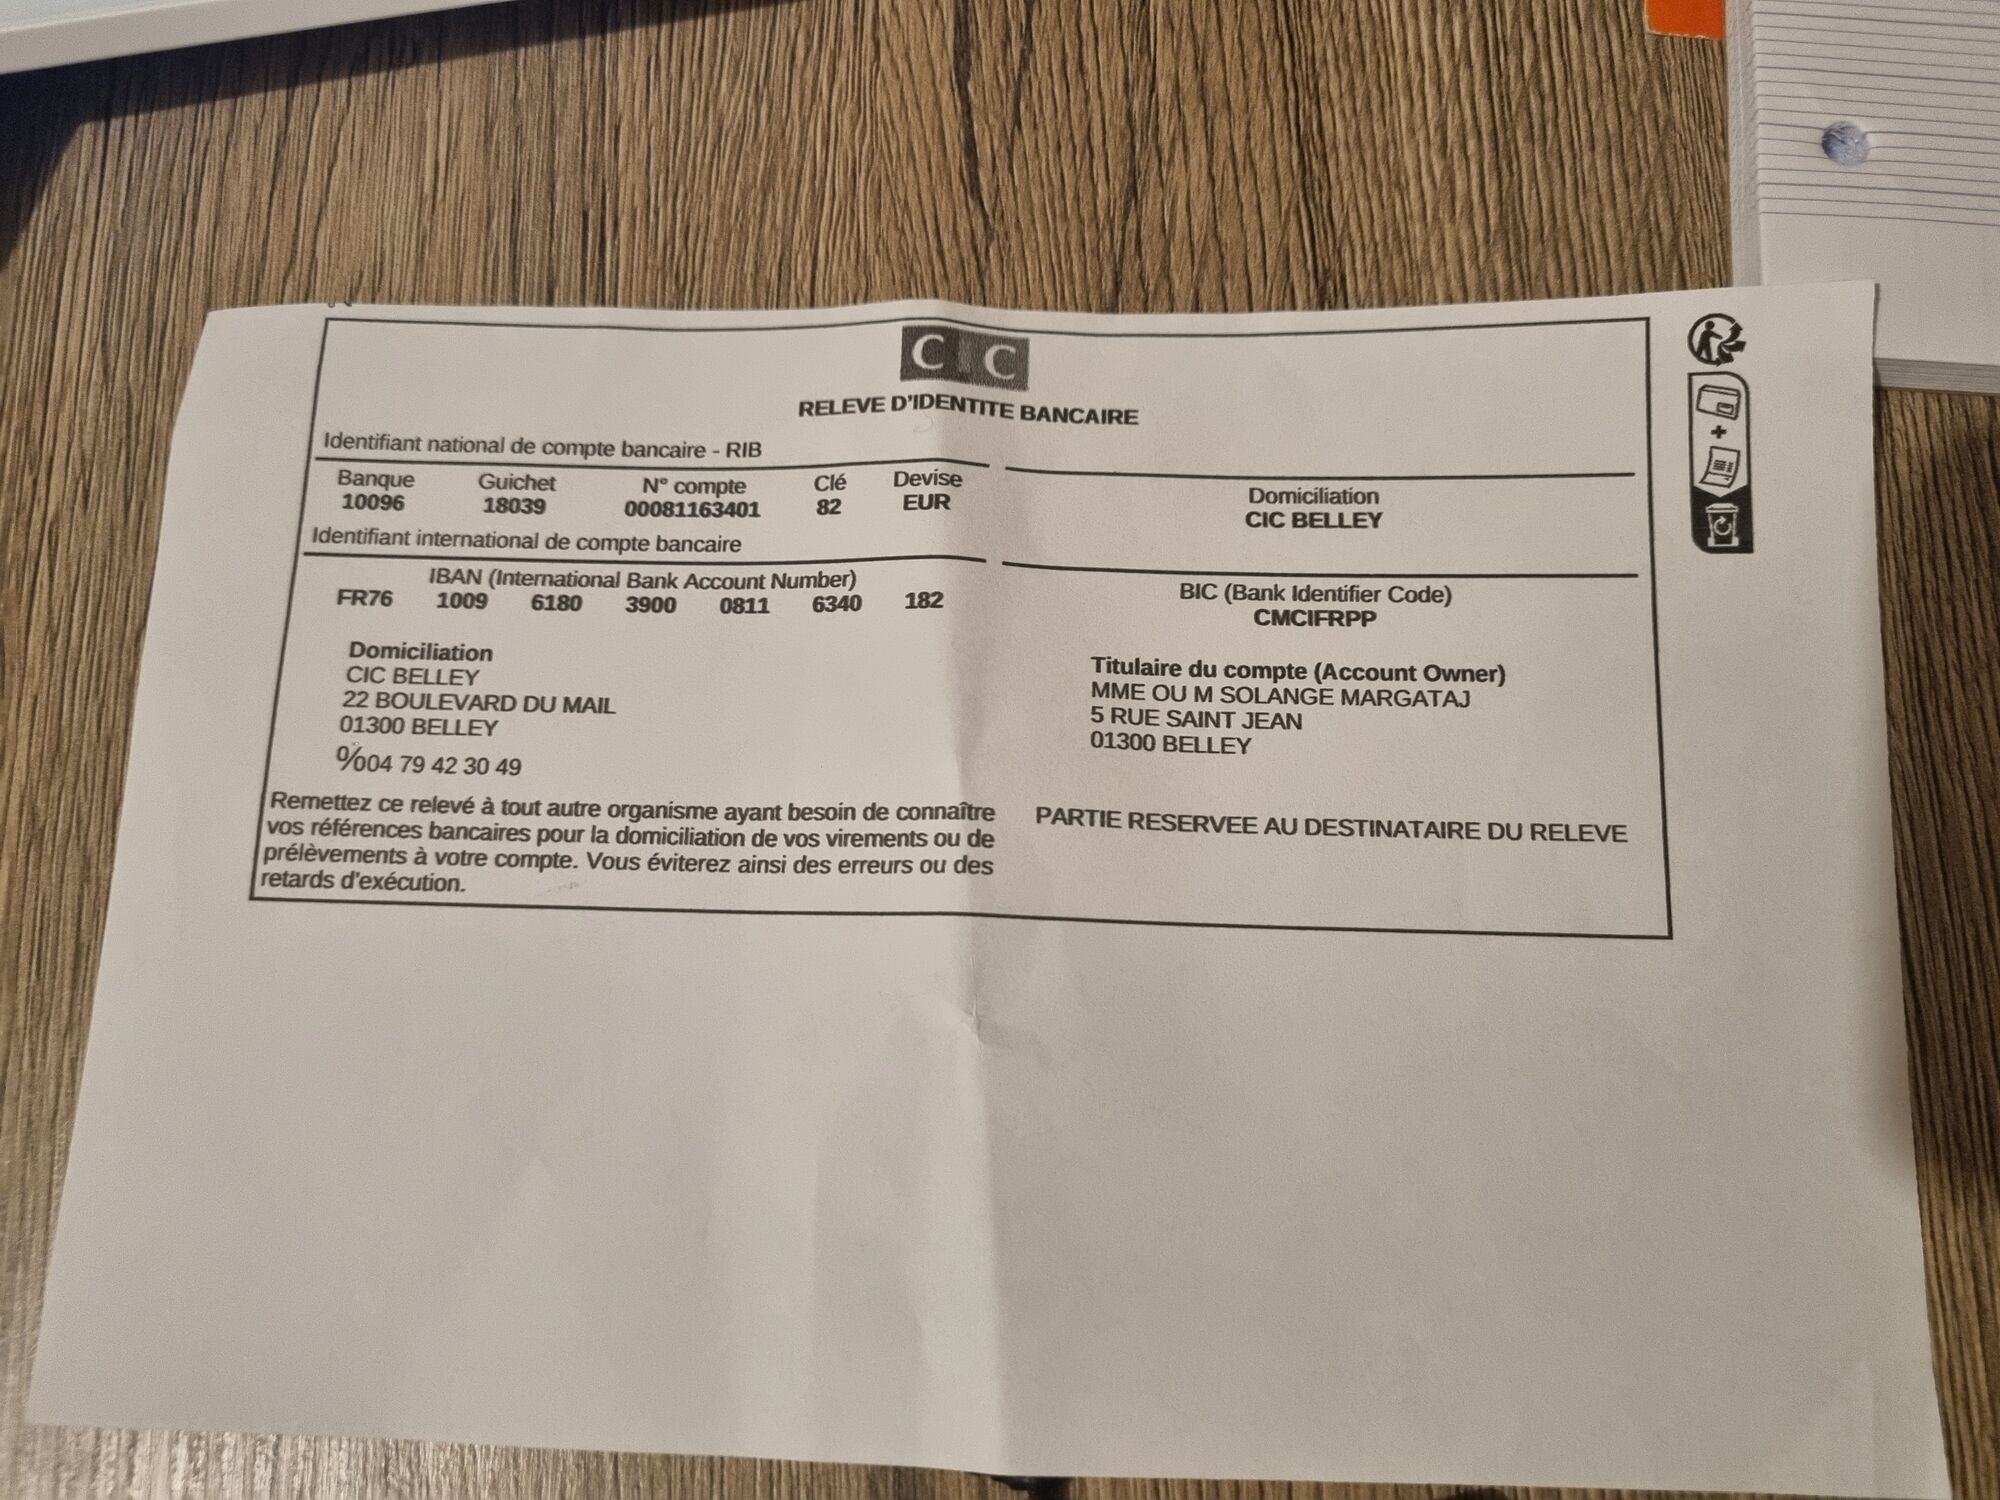 CIC
RELEVE D'IDENTITE BANCAIRE
Identifiant national de compte bancaire - RIB
Banque Guichet N° compte Clé Devise Domiciliation
10096 18039 00081163401 82 EUR CIC BELLEY
Identifiant international de compte bancaire
IBAN (International Bank Account Number) BIC (Bank Identifier Code)
FR76 1009 6180 3900 0811 6340 182 CMCIFRPP
Domiciliation
CIC BELLEY
22 BOULEVARD DU MAIL
01300 BELLEY
%004 79 42 30 49
Titulaire du compte (Account Owner)
MME OU M SOLANGE MARGATAJ
5 RUE SAINT JEAN
01300 BELLEY
Remettez ce relevé à tout autre organisme ayant besoin de connaître
vos références bancaires pour la domiciliation de vos virements ou de
prélèvements à votre compte. Vous éviterez ainsi des erreurs ou des
retards d'exécution.
PARTIE RESERVEE AU DESTINATAIRE DU RELEVE